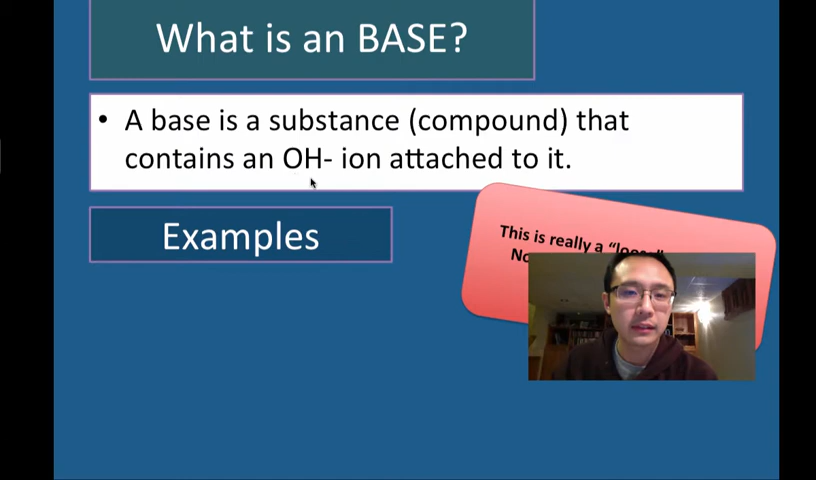 What is an BASE?
• A base is a substance (compound) that
contains an OH- ion attached to it.
Examples
This is really a